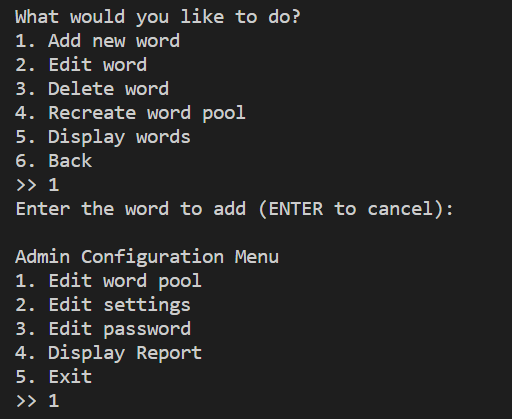 What would you like to do?
1. Add new word
2. Edit word
3. Delete word
4. Recreate word pool
5. Display words
6. Back
>> 1
Enter the word to add (ENTER to cancel):

Admin Configuration Menu
1. Edit word pool
2. Edit settings
3. Edit password
4. Display Report
5. Exit
>> 1